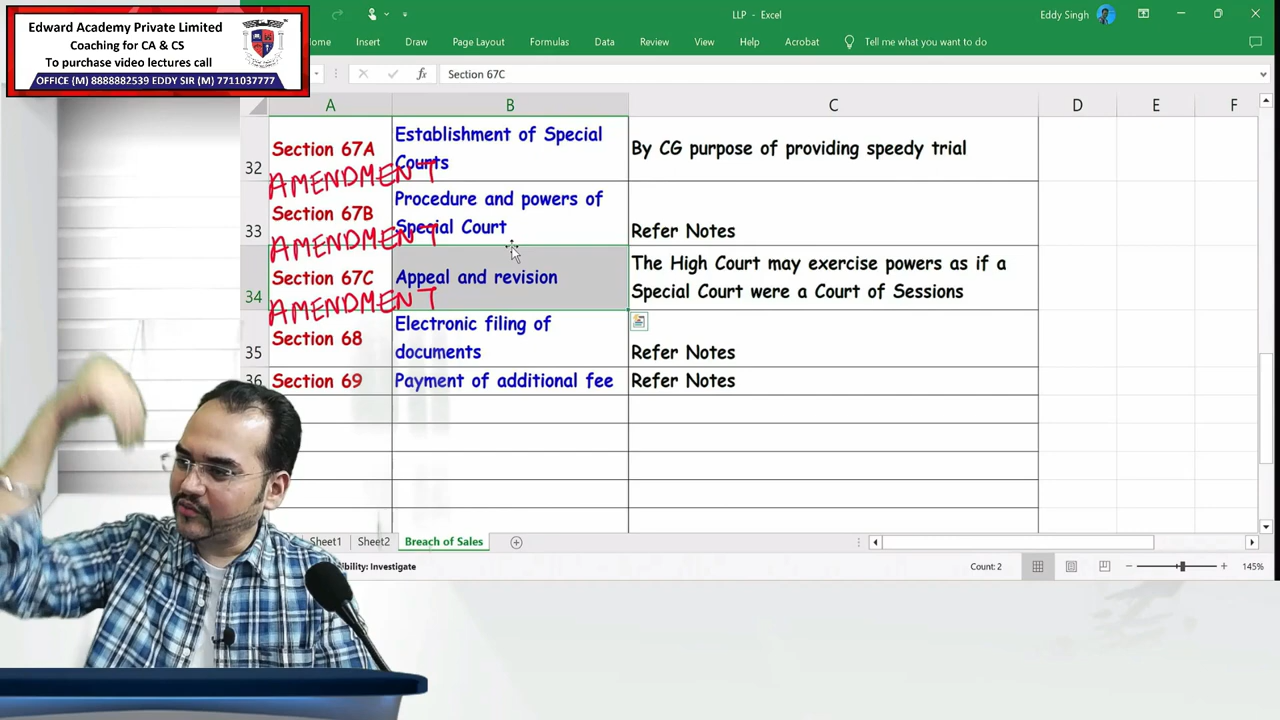 Edward Academy Private Limited
Coaching for CA & CS
To purchase video lectures call
OFFICE (M) 8888882539 EDDY SIR (M) 7711037777
LLP - Excel
Eddy Singh
Home Insert Draw Page Layout Formulas Data Review View Help Acrobat Tell me what you want to do
fx Section 67C
A B C D E F
32 Section 67A Establishment of Special
Courts By CG purpose of providing speedy trial
AMENDMENT
33 Section 67B Procedure and powers of
Special Court Refer Notes
AMENDMENT
34 Section 67C Appeal and revision The High Court may exercise powers as if a
Special Court were a Court of Sessions
AMENDMENT
35 Section 68 Electronic filing of
documents Refer Notes
36 Section 69 Payment of additional fee Refer Notes
Sheet1 Sheet2 Breach of Sales
Investigate Count: 2 145%